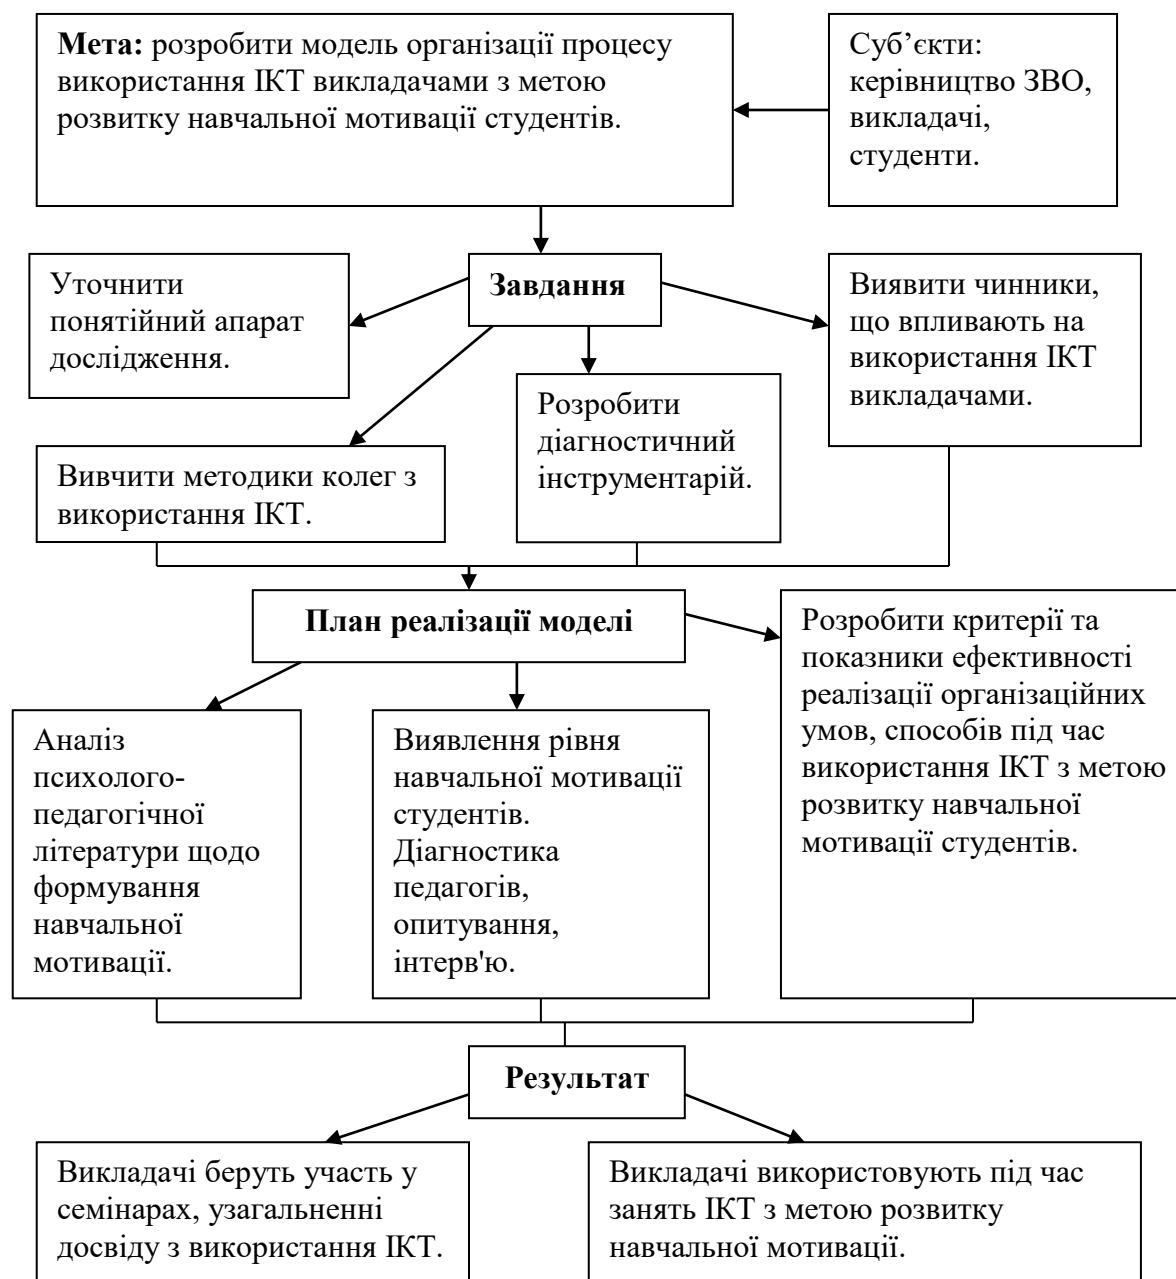 Мета: розробити модель організації процесу
використання ІКТ викладачами з метою
розвитку навчальної мотивації студентів.
Суб’єкти:
керівництво ЗВО,
викладачі,
студенти.
Уточнити
понятійний апарат
дослідження.
Завдання
Виявити чинники,
що впливають на
використання ІКТ
викладачами.
Вивчити методики колег з
використання ІКТ.
Розробити
діагностичний
інструментарій.
План реалізації моделі
Розробити критерії та
показники ефективності
реалізації організаційних
умов, способів під час
використання ІКТ з метою
розвитку навчальної
мотивації студентів.
Аналіз
психолого-
педагогічної
літератури щодо
формування
навчальної
мотивації.
Виявлення рівня
навчальної мотивації
студентів.
Діагностика
педагогів,
опитування,
інтерв'ю.
Результат
Викладачі беруть участь у
семінарах, узагальненні
досвіду з використання ІКТ.
Викладачі використовують під час
занять ІКТ з метою розвитку
навчальної мотивації.